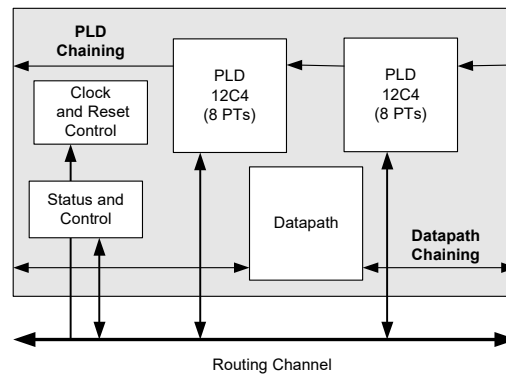 PLD
Chaining
Clock
and Reset
Control
PLD
12C4
(8 PTs)
PLD
12C4
(8 PTs)
Status and
Control
Datapath
Datapath
Chaining
Routing Channel